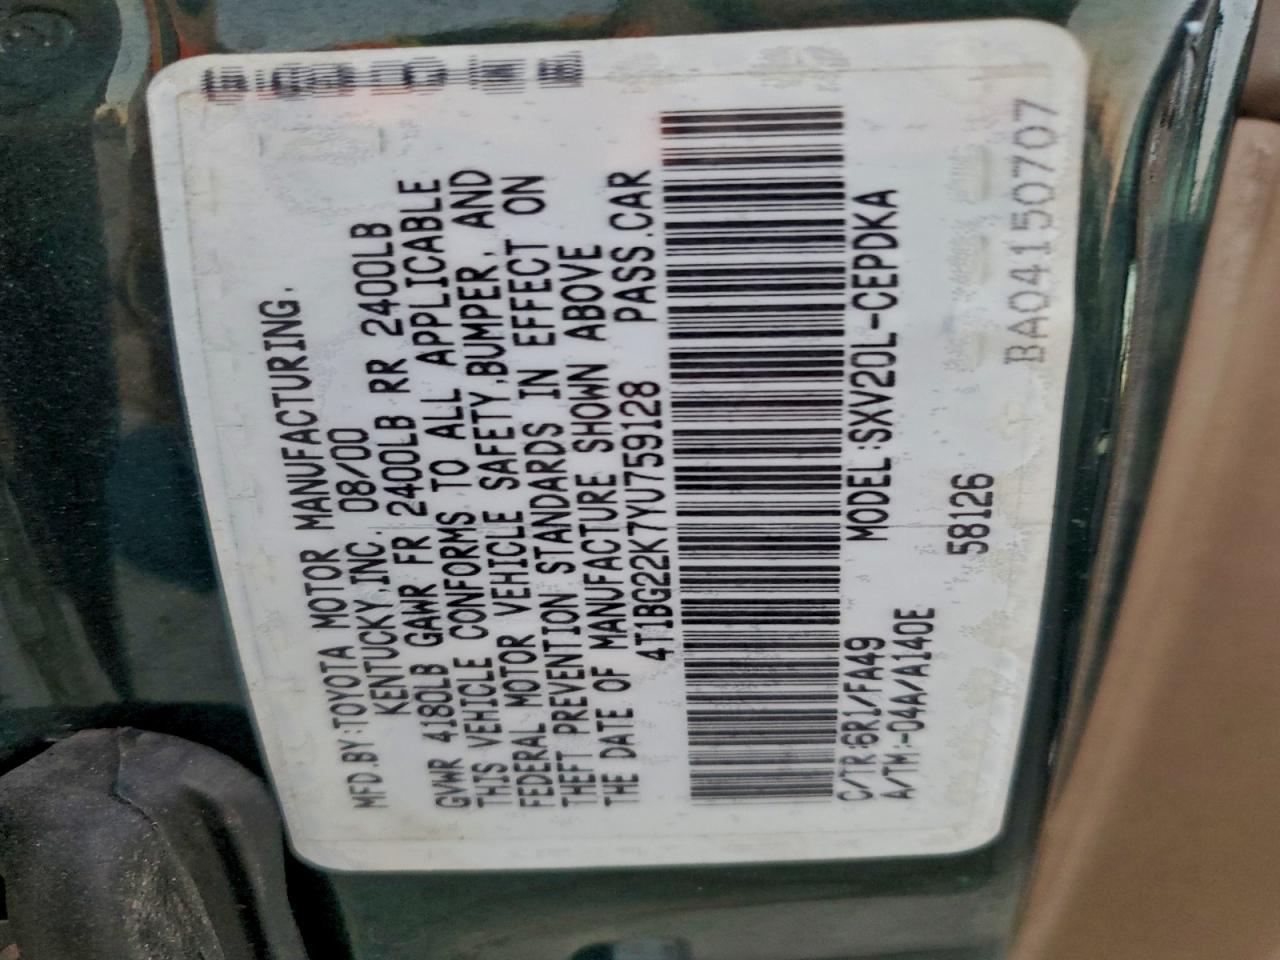 MFD.BY:TOYOTA MOTOR MANUFACTURING,
KENTUCKY,INC. 08/00
GVWR 4180LB GAWR FR 2400LB RR 2400LB
THIS VEHICLE CONFORMS TO ALL APPLICABLE
FEDERAL MOTOR VEHICLE SAFETY,BUMPER, AND
THEFT PREVENTION STANDARDS IN EFFECT ON
THE DATE OF MANUFACTURE SHOWN ABOVE
4T1BG22K7YU759128 PASS.CAR
C/TR:6R1/FA49 MODEL:SXV20L-CEPDKA
A/TM:-04A/A140E
58126
BA04150707